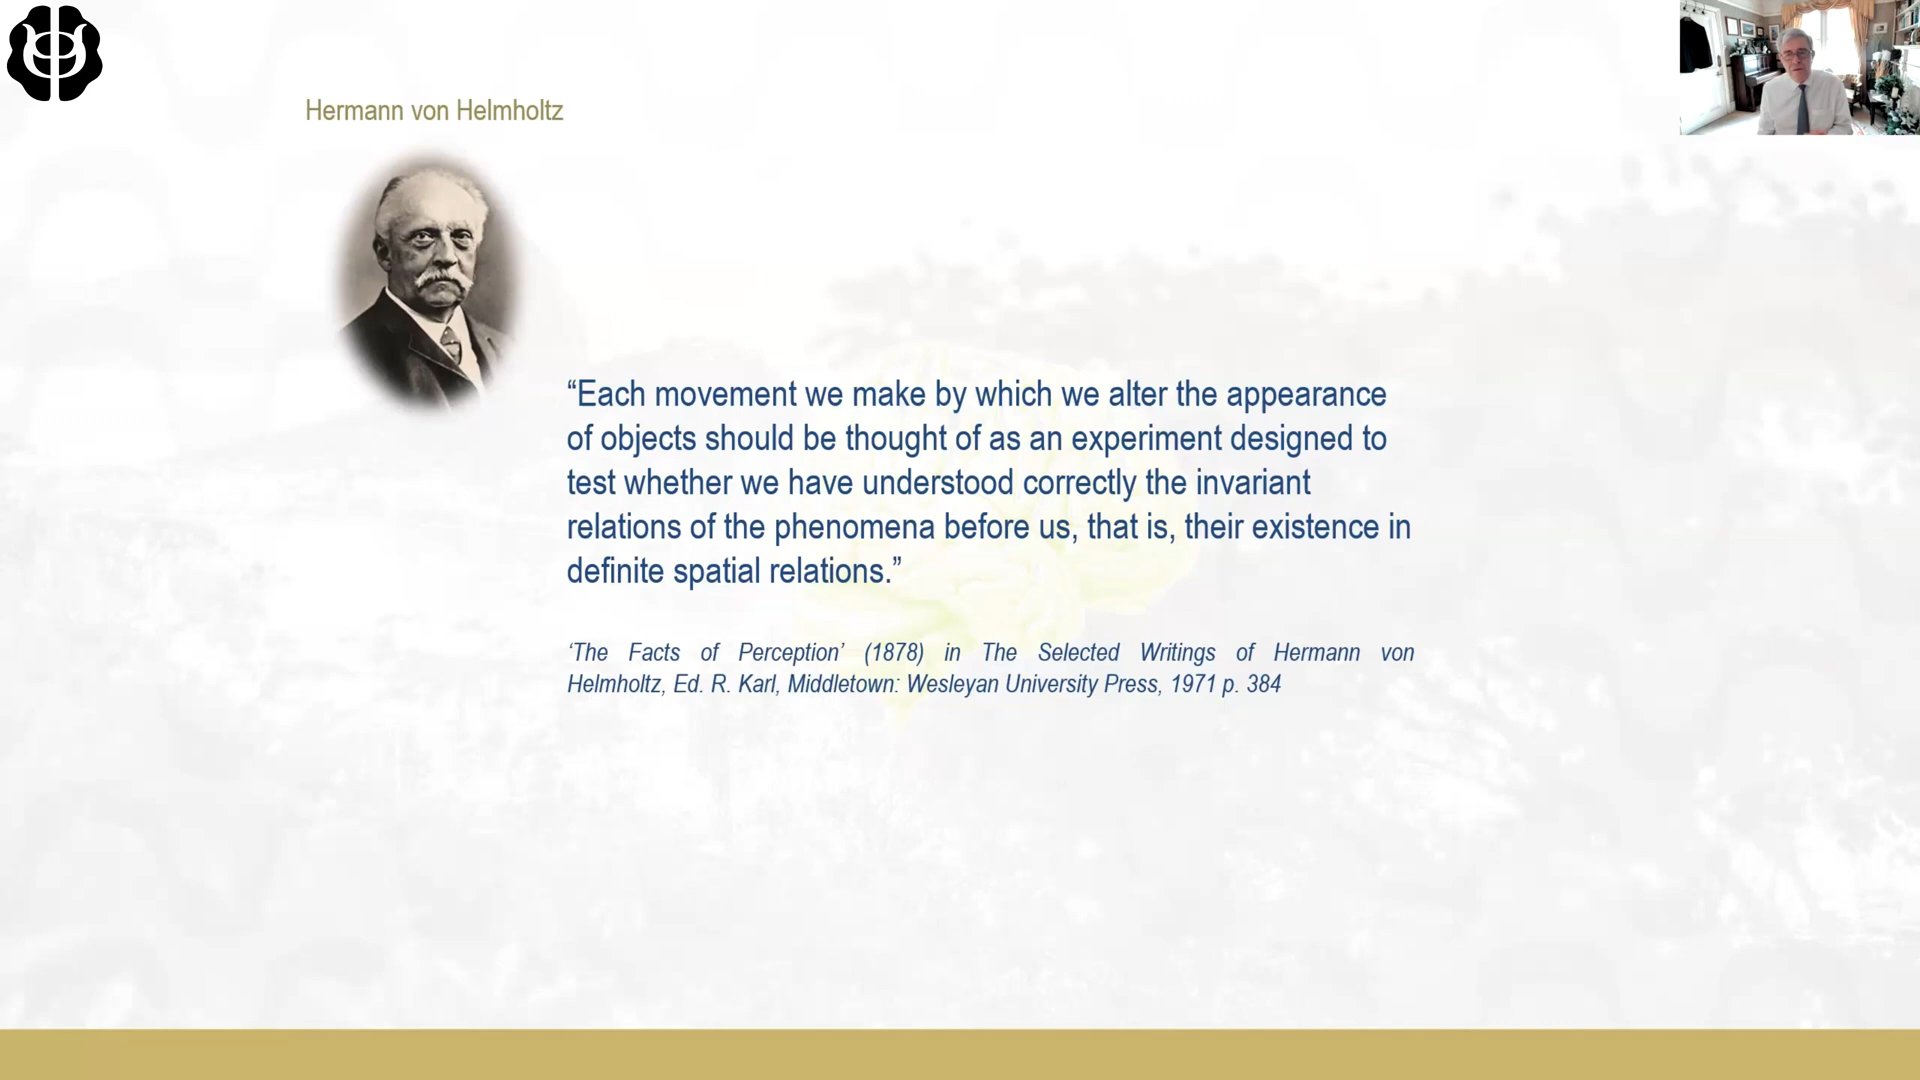 Hermann von Helmholtz
“Each movement we make by which we alter the appearance
of objects should be thought of as an experiment designed to
test whether we have understood correctly the invariant
relations of the phenomena before us, that is, their existence in
definite spatial relations.”
‘The Facts of Perception’ (1878) in The Selected Writings of Hermann von
Helmholtz, Ed. R. Karl, Middletown: Wesleyan University Press, 1971 p. 384